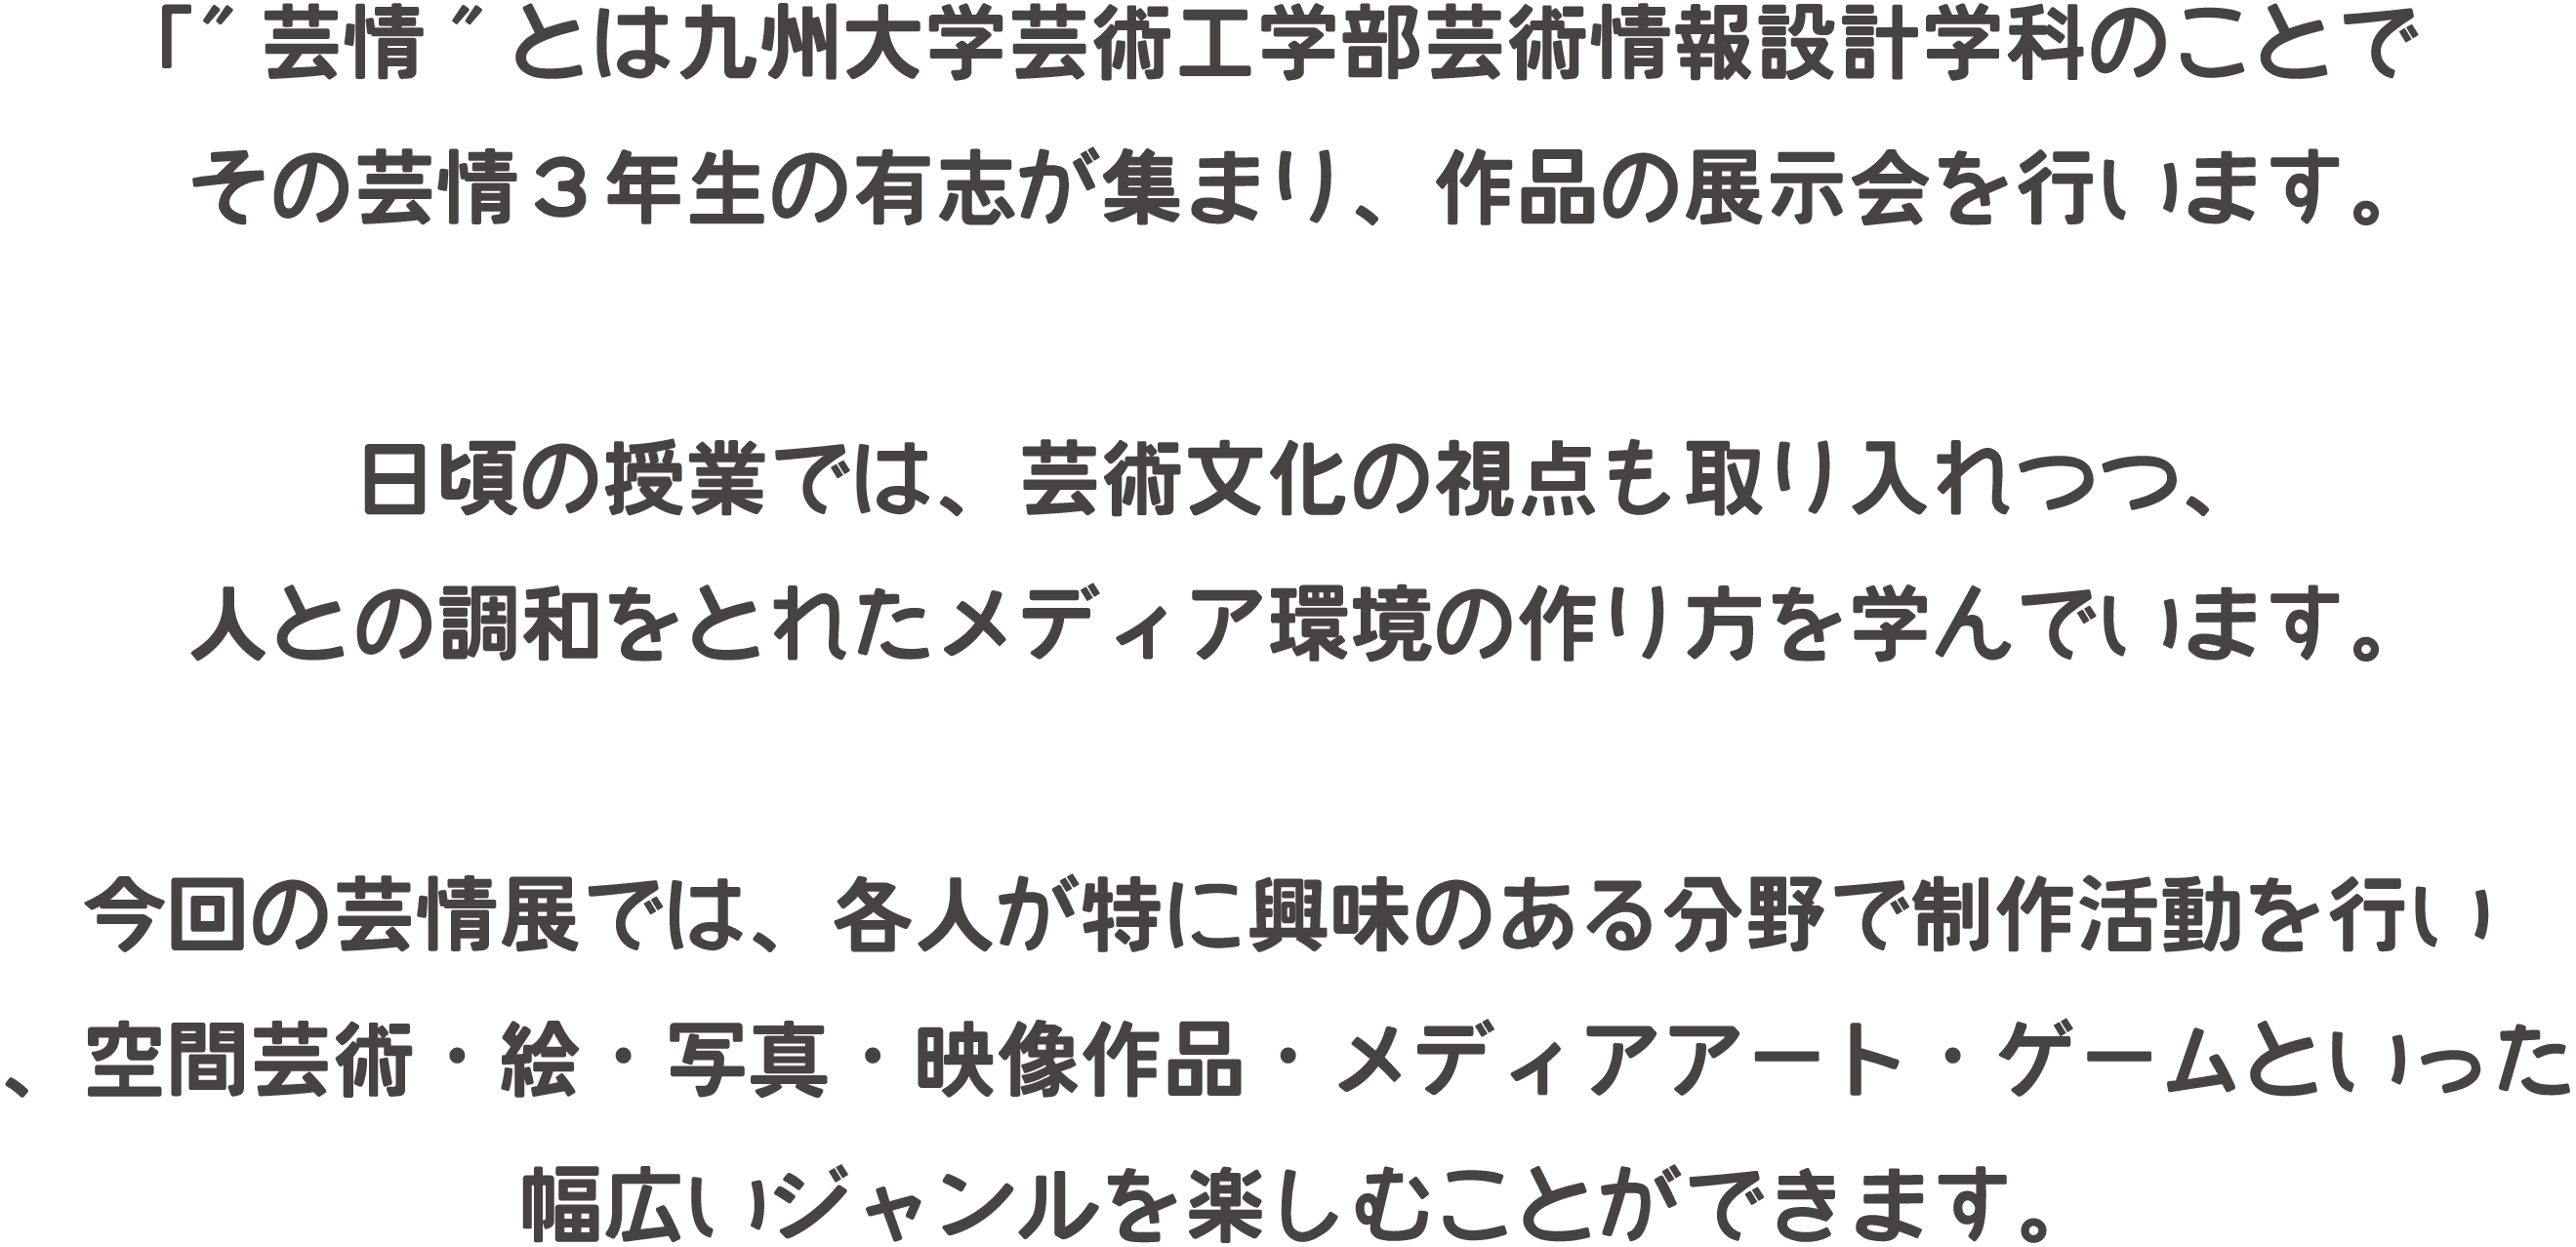 「〝芸情〝とは九州大学芸術工学部芸術情報設計学科のことで
その芸情３年生の有志が集まり、作品の展示会を行います。
日頃の授業では、芸術文化の視点も取り入れつつ、
人との調和をとれたメディア環境の作り方を学んでいます。
今回の芸情展では、各人が特に興味のある分野で制作活動を行い
、空間芸術・絵・写真・映像作品・メディアアート・ゲームといった
幅広いジャンルを楽しむことができます。